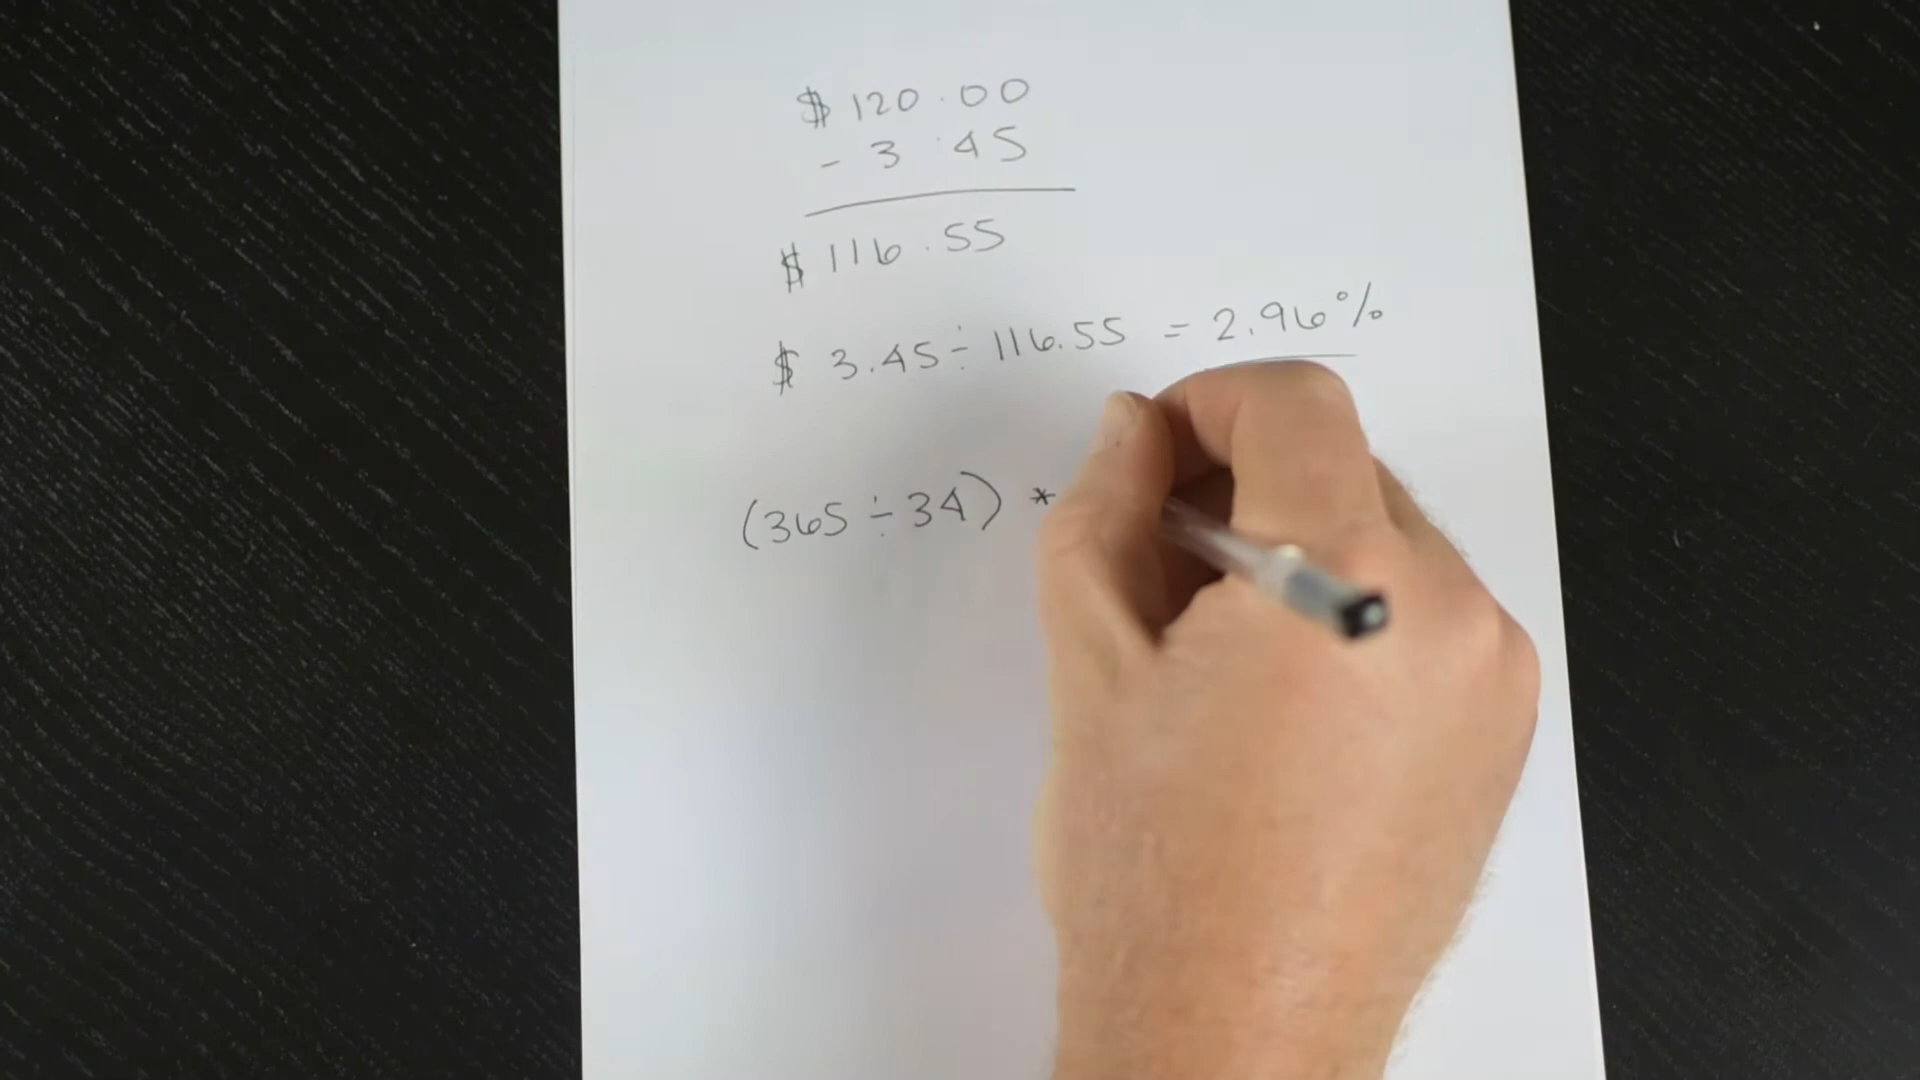 $ 120.00
- 3.45
$ 116.55
$ 3.45 ÷ 116.55 = 2.96%
(365 ÷ 34) *